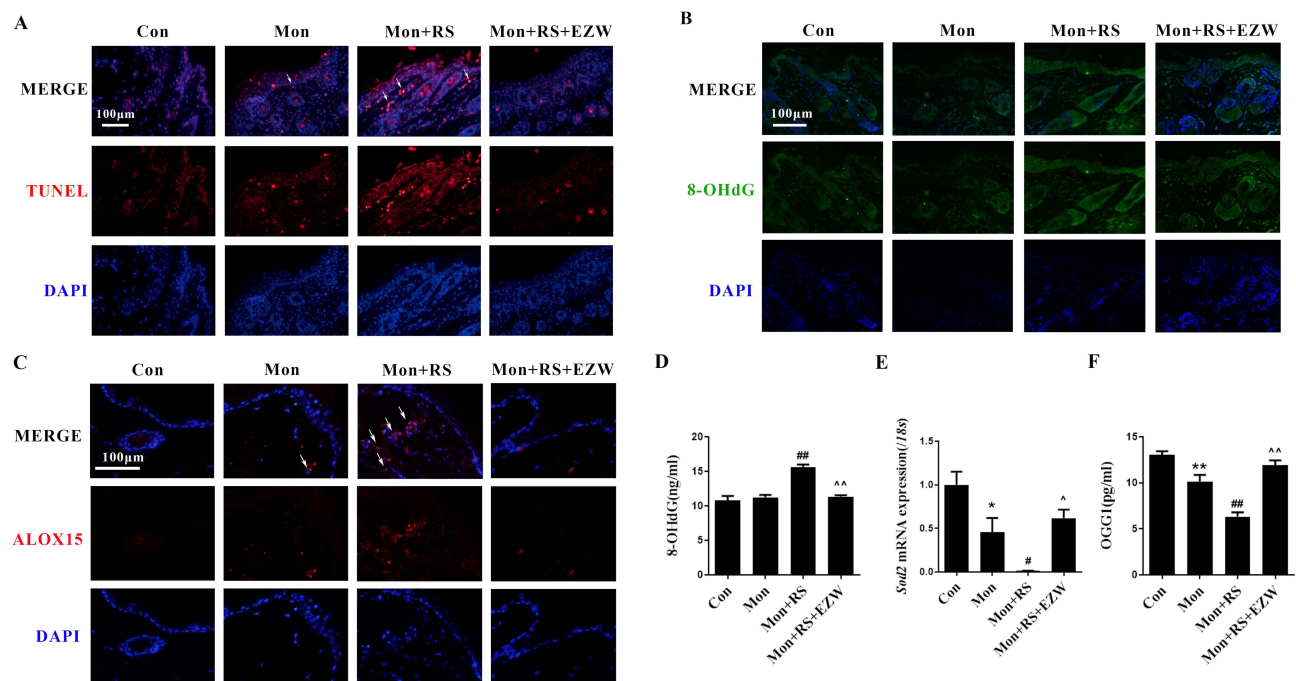 A
Con Mon Mon+RS Mon+RS+EZW
MERGE
100μm
TUNEL
DAPI
B
Con Mon Mon+RS Mon+RS+EZW
MERGE
100μm
8-OHdG
DAPI
C
Con Mon Mon+RS Mon+RS+EZW
MERGE
100μm
ALOX15
DAPI
D
8-OHdG(ng/ml)
20
15
10
5
0
##
^^
Con Mon Mon+RS Mon+RS+EZW
E
Sod2 mRNA expression(/18s)
1.5
1.0
0.5
0.0
*
#
^
Con Mon Mon+RS Mon+RS+EZW
F
OGG1(pg/ml)
15
10
5
0
**
##
^^
Con Mon Mon+RS Mon+RS+EZW